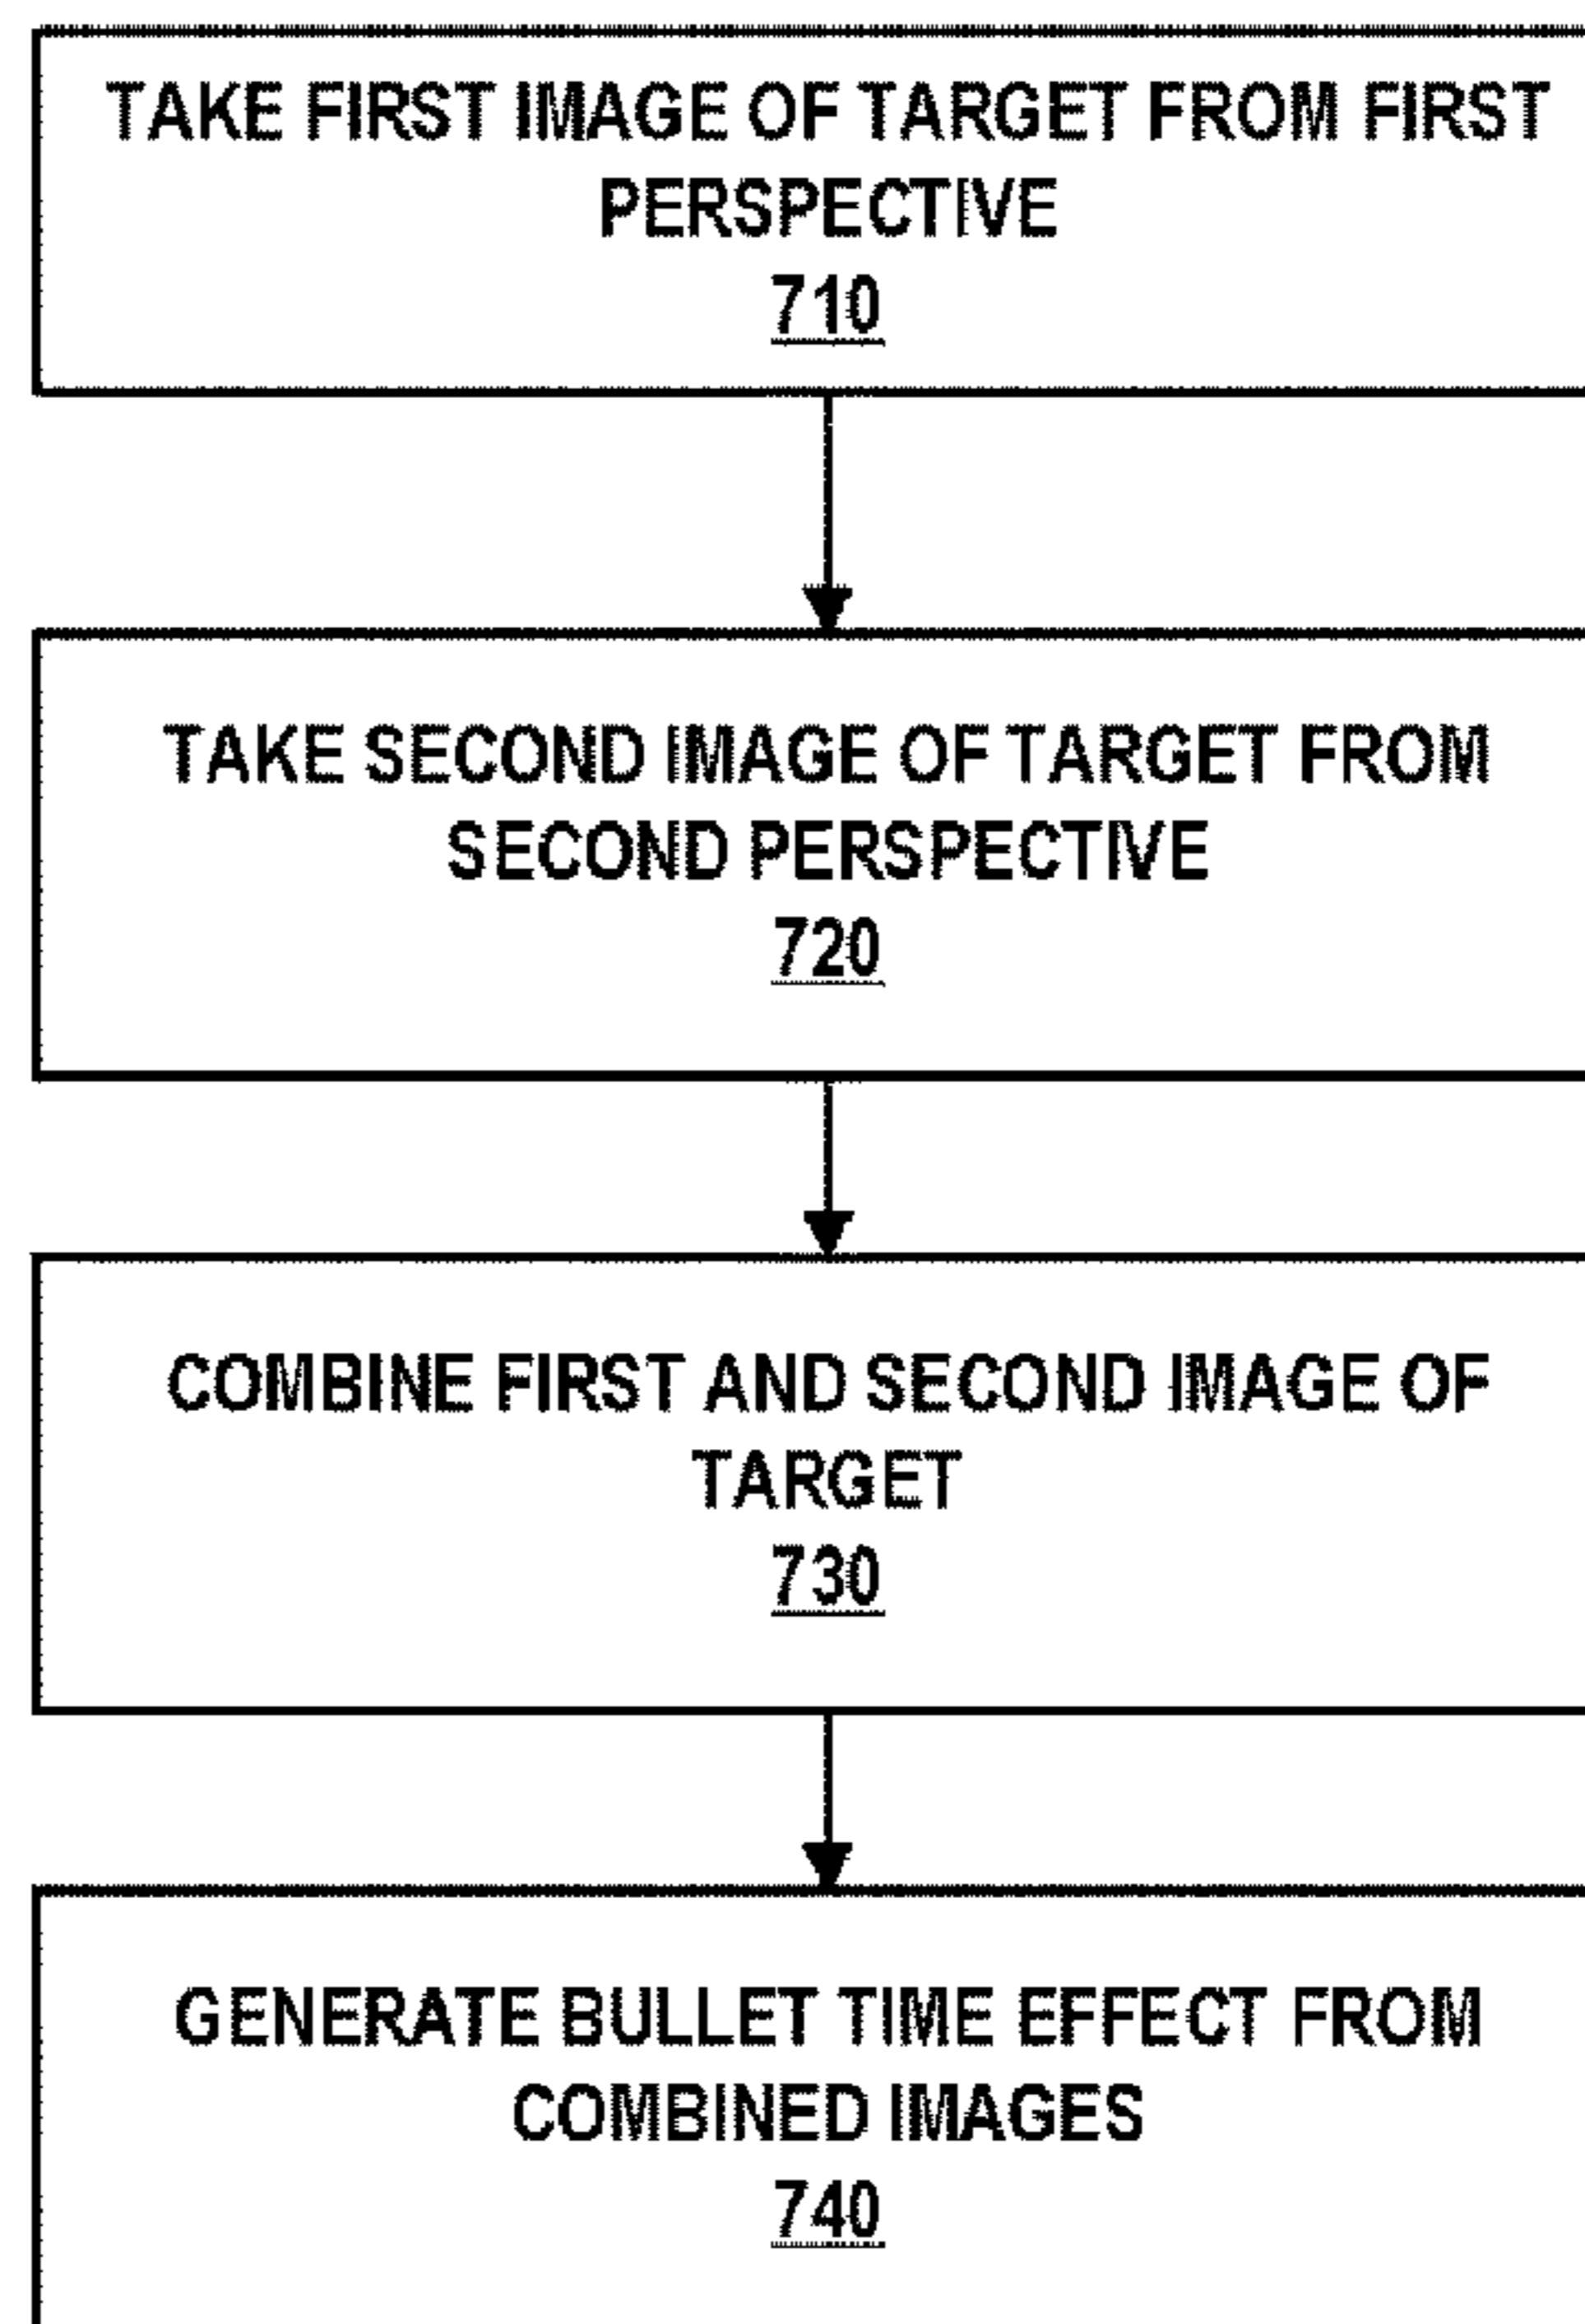 TAKE FIRST IMAGE OF TARGET FROM FIRST
PERSPECTIVE
710
TAKE SECOND IMAGE OF TARGET FROM
SECOND PERSPECTIVE
720
COMBINE FIRST AND SECOND IMAGE OF
TARGET
730
GENERATE BULLET TIME EFFECT FROM
COMBINED IMAGES
740